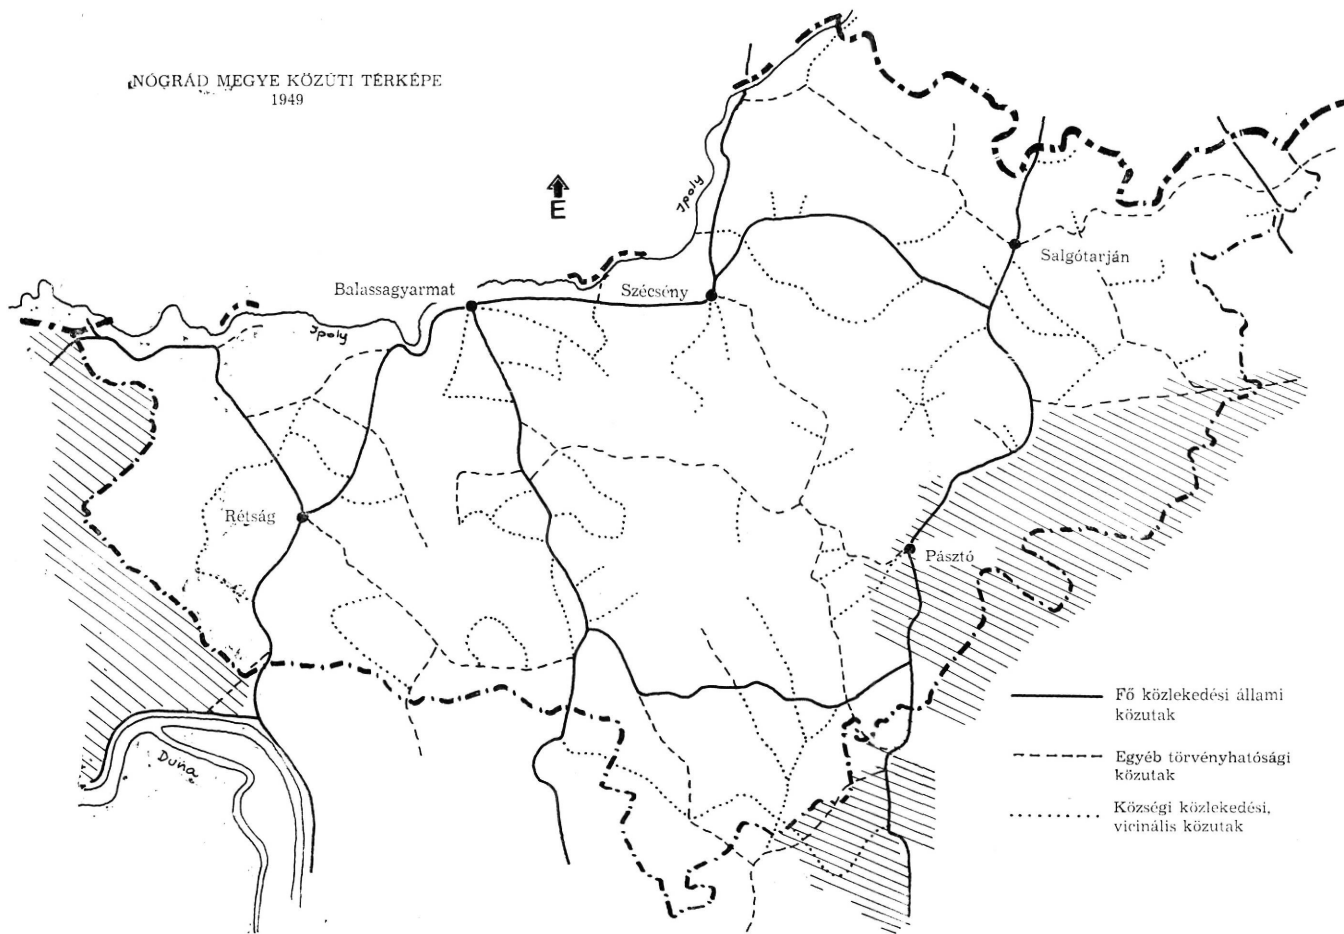 NÓGRÁD MEGYE KÖZÚTI TÉRKÉPE
1949
Ipoly
E
Salgótarján
Balassagyarmat
Szécsény
Ipoly
Rétság
Pásztó
Fő közlekedési állami
közutak
Duna
Egyéb törvényhatósági
közutak
Községi közlekedési,
vicinális közutak